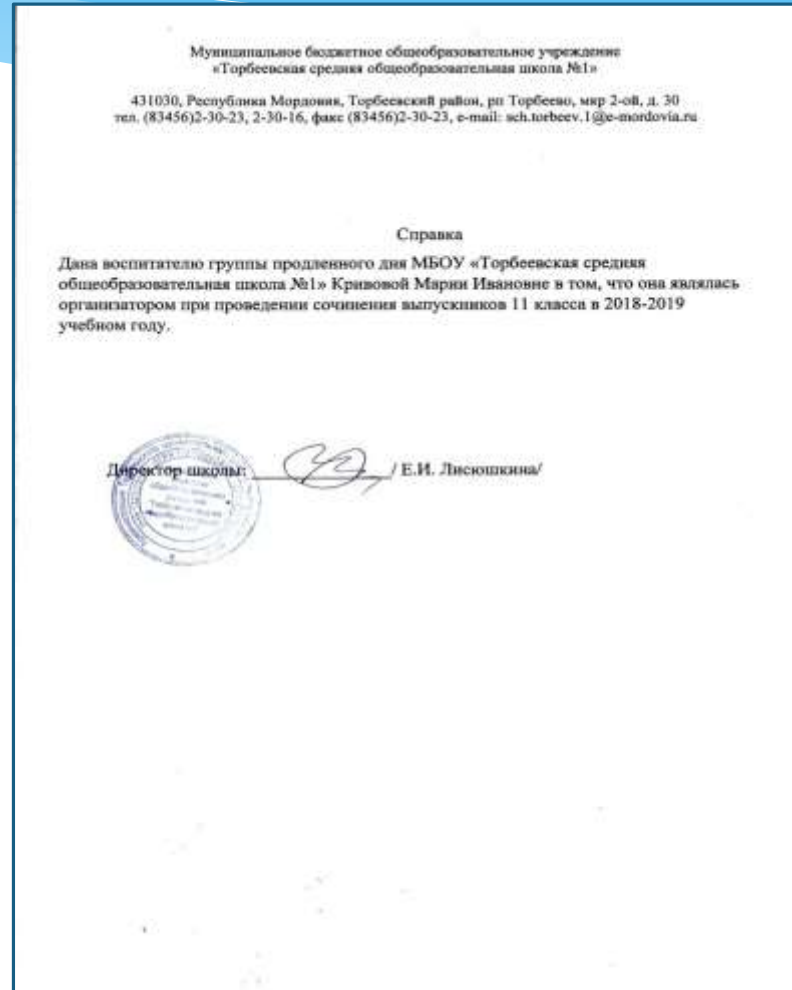 Муниципальное бюджетное общеобразовательное учреждение
«Торбеевская средняя общеобразовательная школа №1»
431030, Республика Мордовия, Торбеевский район, рп Торбеево, мкр 2-ой, д. 30
тел. (83456)2-30-23, 2-30-16, факс (83456)2-30-23, e-mail: sch.torbeev.1@e-mordovia.ru
Справка
Дана воспитателю группы продленного дня МБОУ «Торбеевская средняя
общеобразовательная школа №1» Кривовой Марии Ивановне в том, что она являлась
организатором при проведении сочинения выпускников 11 класса в 2018-2019
учебном году.
Директор школы: / Е.И. Лисюшкина/